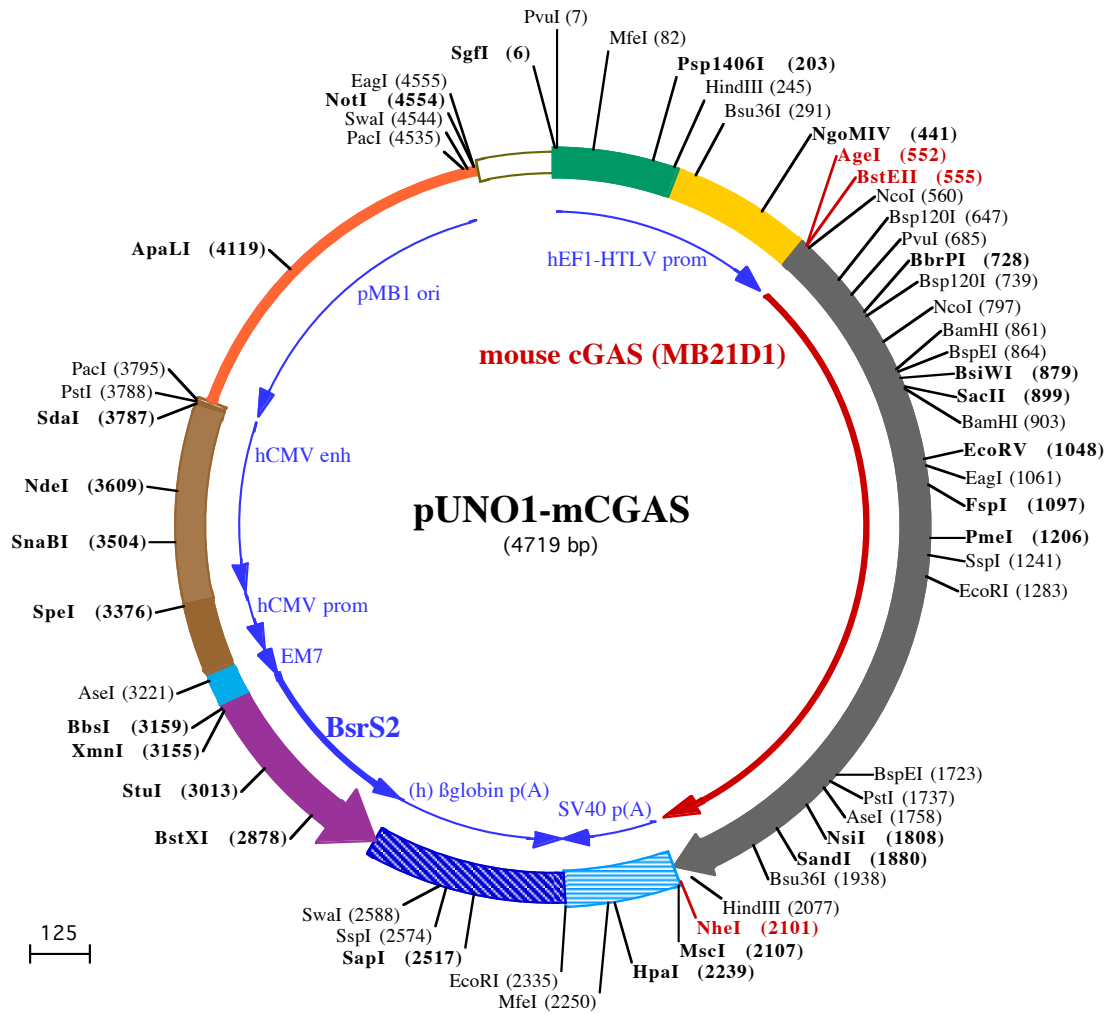 PvuI (7)
MfeI (82)
SgfI (6)
Psp1406I (203)
EagI (4555)
HindIII (245)
NotI (4554)
Bsu36I (291)
SwaI (4544)
PacI (4535)
NgoMIV (441)
AgeI (552)
BstEII (555)
NcoI (560)
Bsp120I (647)
PvuI (685)
ApaLI (4119)
hEF1-HTLV prom
BbrPI (728)
Bsp120I (739)
pMB1 ori
NcoI (797)
BamHI (861)
mouse cGAS (MB21D1)
BspEI (864)
PacI (3795)
BsiWI (879)
PstI (3788)
SacII (899)
SdaI (3787)
BamHI (903)
hCMV enh
EcoRV (1048)
EagI (1061)
NdeI (3609)
FspI (1097)
pUNO1-mCGAS
PmeI (1206)
SnaBI (3504)
(4719 bp)
SspI (1241)
EcoRI (1283)
hCMV prom
SpeI (3376)
EM7
AseI (3221)
BbsI (3159)
BsrS2
XmnI (3155)
BspEI (1723)
StuI (3013)
(h) ßglobin p(A)
PstI (1737)
SV40 p(A)
AseI (1758)
BstXI (2878)
NsiI (1808)
SandI (1880)
Bsu36I (1938)
HindIII (2077)
SwaI (2588)
NheI (2101)
SspI (2574)
MscI (2107)
SapI (2517)
HpaI (2239)
EcoRI (2335)
MfeI (2250)
125